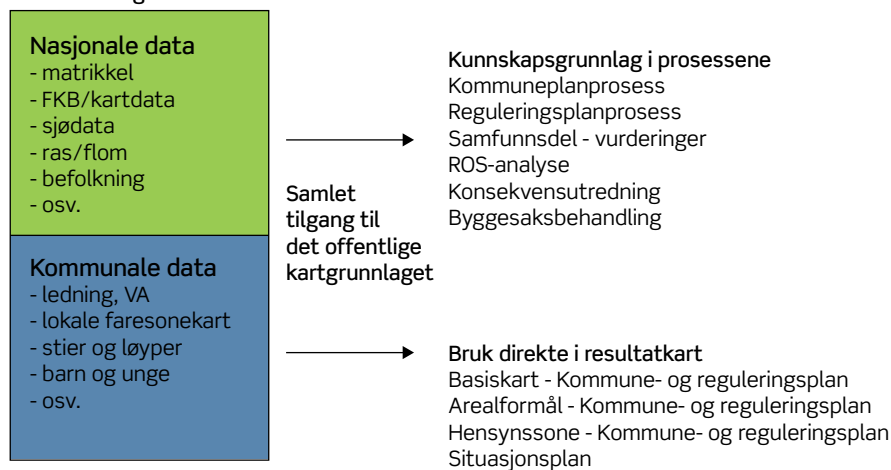 Nasjonale data
- matrikkel
- FKB/kartdata
- sjødata
- ras/flom
- befolkning
- osv.
Kommunale data
- ledning, VA
- lokale faresonekart
- stier og løyper
- barn og unge
- osv.
Samlet
tilgang til
det offentlige
kartgrunnlaget
Kunnskapsgrunnlag i prosessene
Kommuneplanprosess
Reguleringsplanprosess
Samfunnsdel - vurderinger
ROS-analyse
Konsekvensutredning
Byggesaksbehandling
Bruk direkte i resultatkart
Basiskart - Kommune- og reguleringsplan
Arealformål - Kommune- og reguleringsplan
Hensynssone - Kommune- og reguleringsplan
Situasjonsplan